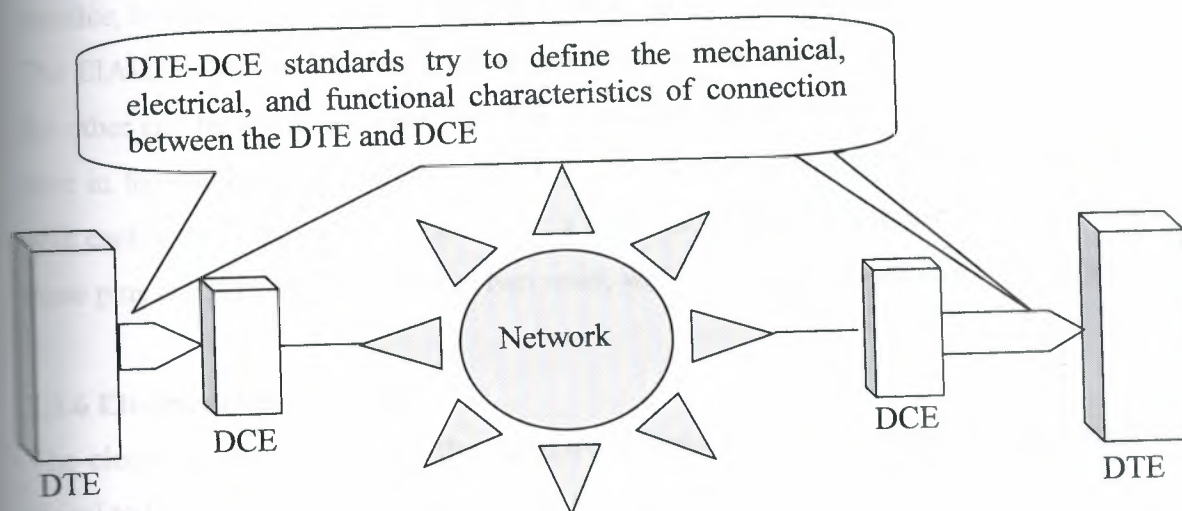 DTE-DCE standards try to define the mechanical,
electrical, and functional characteristics of connection
between the DTE and DCE
Network
DCE
DCE
DTE
DTE